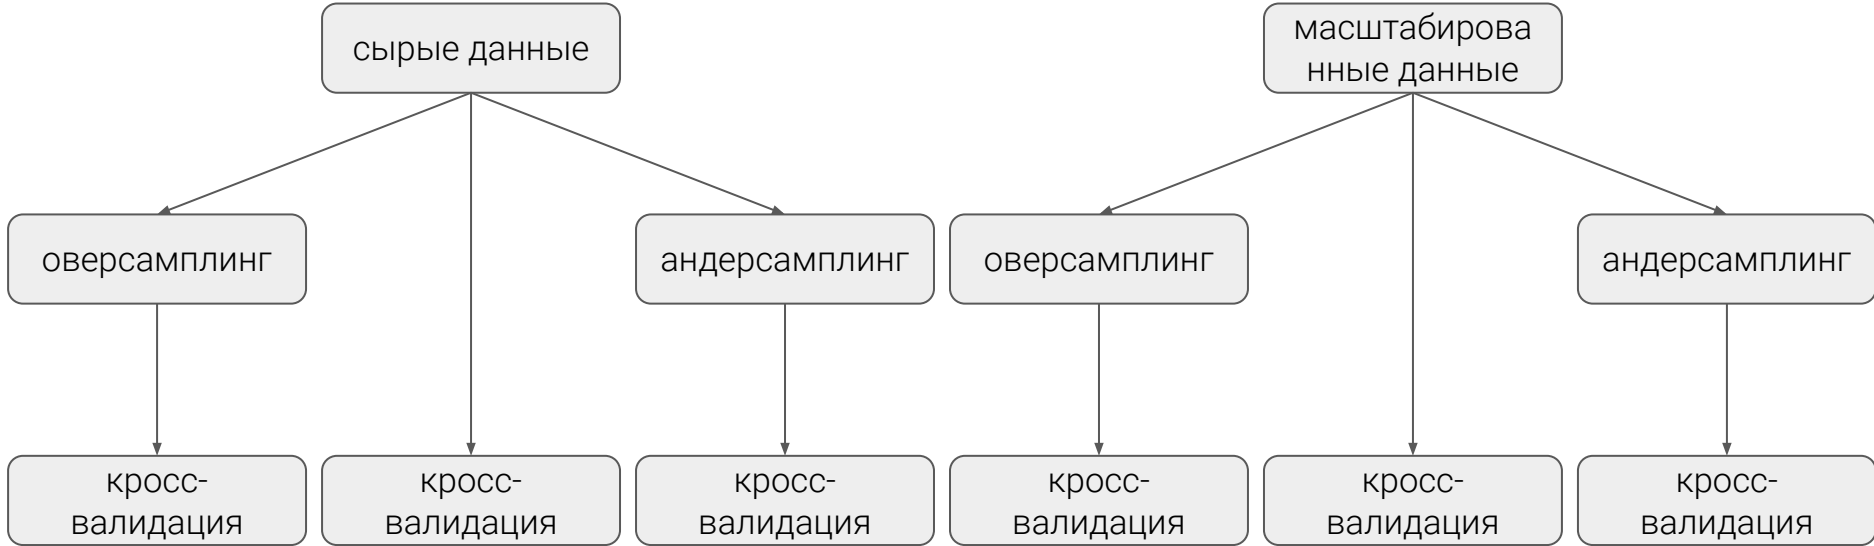 сырые данные
масштабирова
нные данные
оверсамплинг
андерсамплинг
оверсамплинг
андерсамплинг
кросс-
валидация
кросс-
валидация
кросс-
валидация
кросс-
валидация
кросс-
валидация
кросс-
валидация